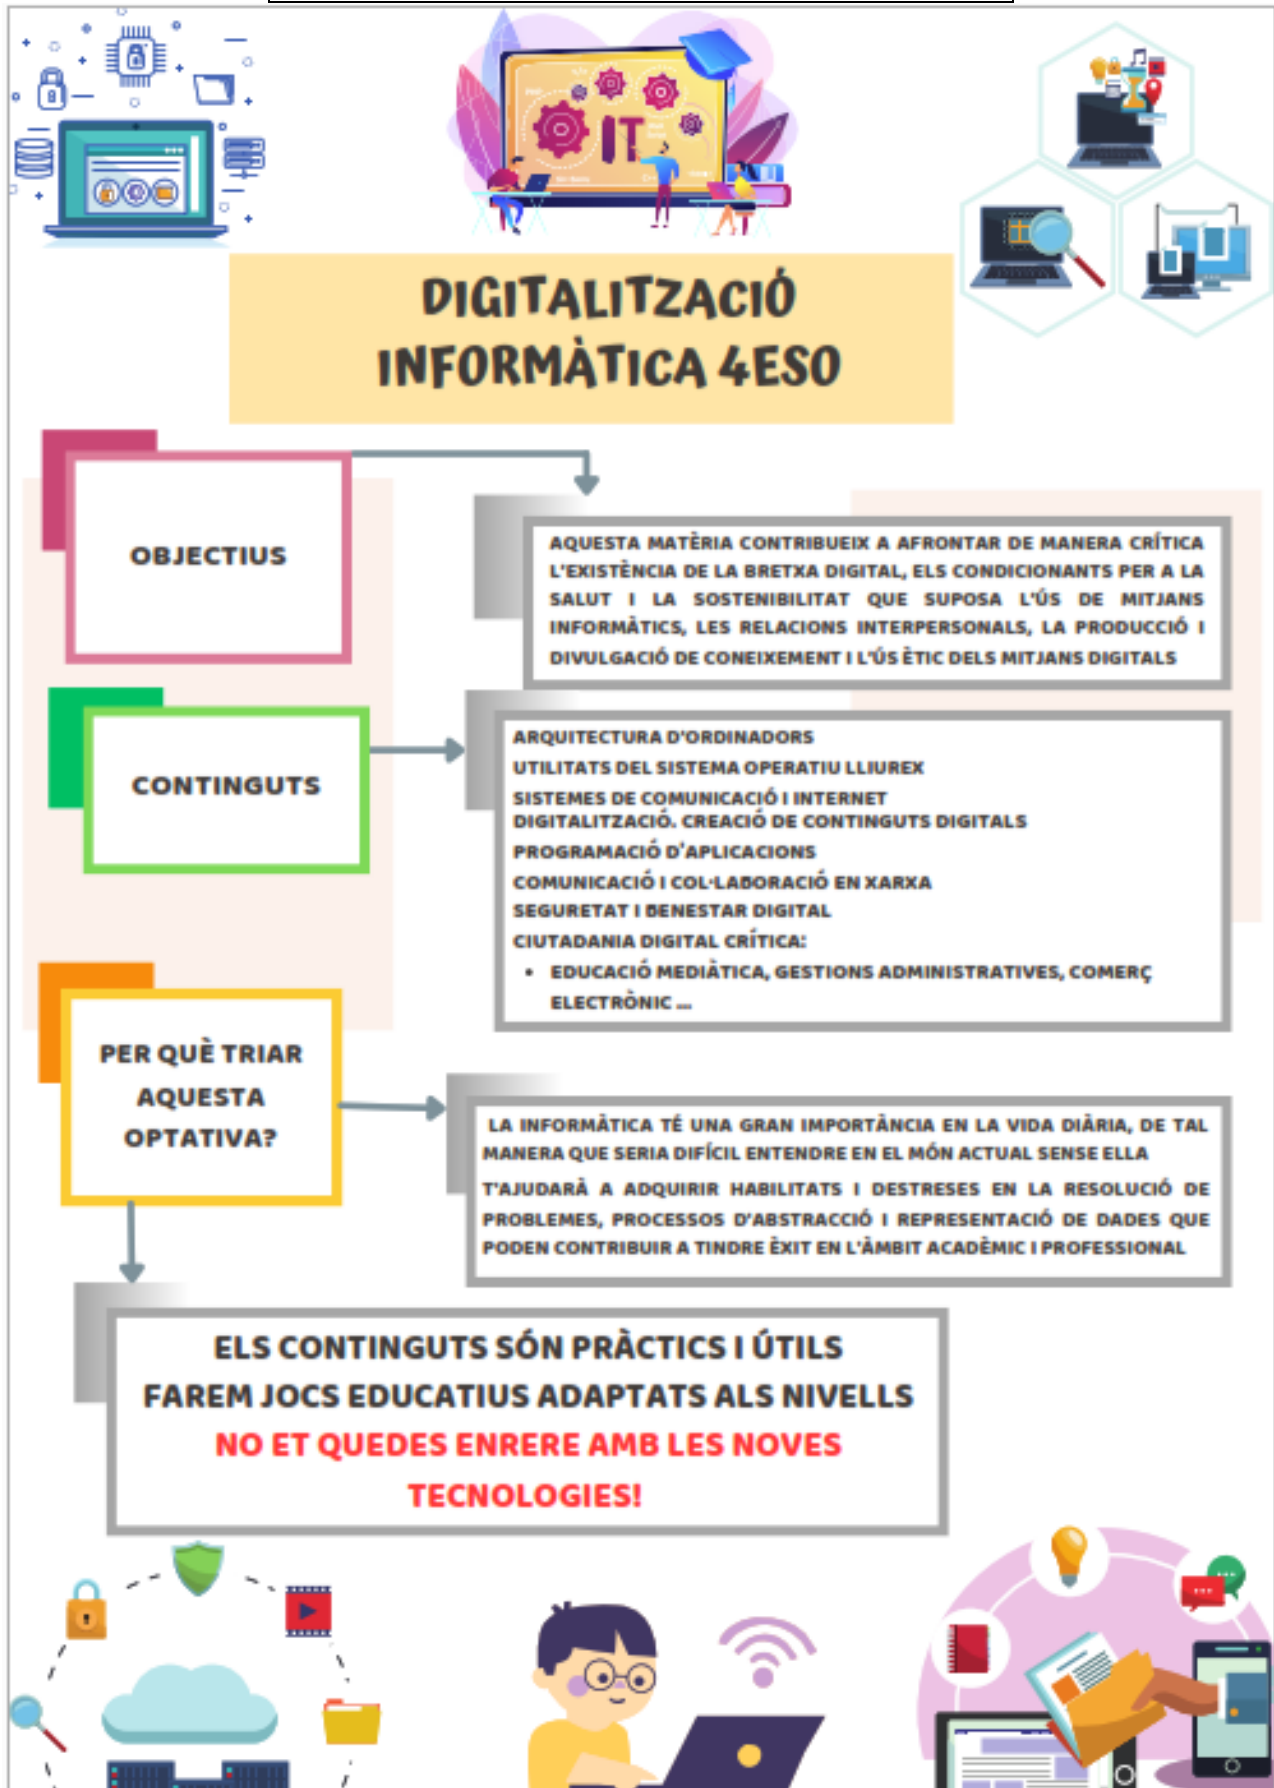 IT
DIGITALITZACIÓ
INFORMÀTICA 4ESO
OBJECTIUS
AQUESTA MATÈRIA CONTRIBUEIX A AFRONTAR DE MANERA CRÍTICA
L'EXISTÈNCIA DE LA BRETXA DIGITAL, ELS CONDICIONANTS PER A LA
SALUT I LA SOSTENIBILITAT QUE SUPOSA L'ÚS DE MITJANS
INFORMÀTICS, LES RELACIONS INTERPERSONALS, LA PRODUCCIÓ I
DIVULGACIÓ DE CONEIXEMENT I L'ÚS ÈTIC DELS MITJANS DIGITALS
CONTINGUTS
ARQUITECTURA D'ORDINADORS
UTILITATS DEL SISTEMA OPERATIU LLIUREX
SISTEMES DE COMUNICACIÓ I INTERNET
DIGITALITZACIÓ. CREACIÓ DE CONTINGUTS DIGITALS
PROGRAMACIÓ D'APLICACIONS
COMUNICACIÓ I COL·LABORACIÓ EN XARXA
SEGURETAT I BENESTAR DIGITAL
CIUTADANIA DIGITAL CRÍTICA:
• EDUCACIÓ MEDIÀTICA, GESTIONS ADMINISTRATIVES, COMERÇ
ELECTRÒNIC ...
PER QUÈ TRIAR
AQUESTA
OPTATIVA?
LA INFORMÀTICA TÉ UNA GRAN IMPORTÀNCIA EN LA VIDA DIÀRIA, DE TAL
MANERA QUE SERIA DIFÍCIL ENTENDRE EN EL MÓN ACTUAL SENSE ELLA
T'AJUDARÀ A ADQUIRIR HABILITATS I DESTRESES EN LA RESOLUCIÓ DE
PROBLEMES, PROCESSOS D'ABSTRACCIÓ I REPRESENTACIÓ DE DADES QUE
PODEN CONTRIBUIR A TINDRE ÈXIT EN L'ÀMBIT ACADÈMIC I PROFESSIONAL
ELS CONTINGUTS SÓN PRÀCTICS I ÚTILS
FAREM JOCS EDUCATIUS ADAPTATS ALS NIVELLS
NO ET QUEDES ENRERE AMB LES NOVES
TECNOLOGIES!